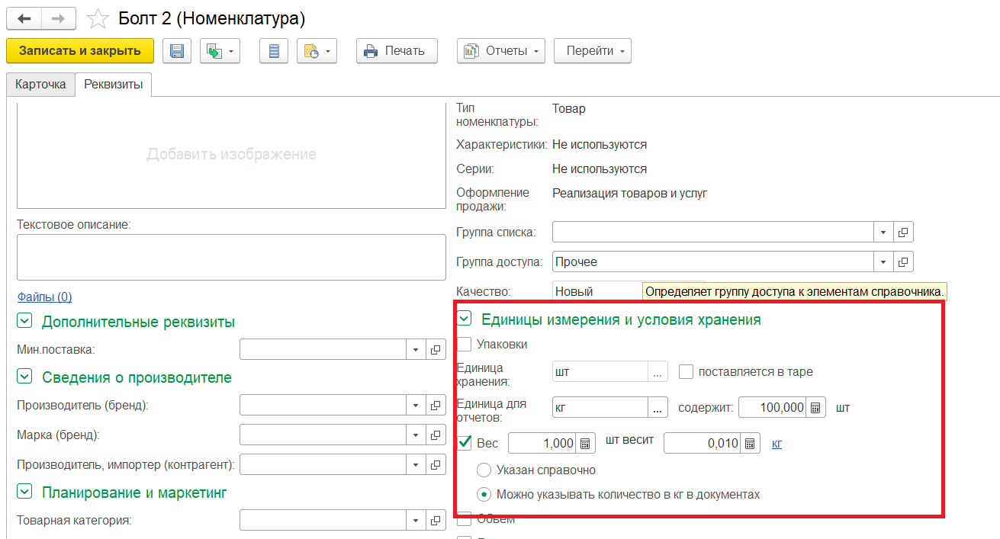 Болт 2 (Номенклатура)
Записать и закрыть
Печать
Отчеты
Перейти
Карточка
Реквизиты
Добавить изображение
Текстовое описание:
Файлы (0)
Дополнительные реквизиты
Мин.поставка:
Сведения о производителе
Производитель (бренд):
Марка (бренд):
Производитель, импортер (контрагент):
Планирование и маркетинг
Товарная категория:
Тип
номенклатуры:
Товар
Характеристики: Не используются
Серии: Не используются
Оформление
продажи:
Реализация товаров и услуг
Группа списка:
Группа доступа: Прочее
Качество: Новый
Определяет группу доступа к элементам справочника.
Единицы измерения и условия хранения
Упаковки
Единица
хранения:
шт ... поставляется в таре
Единица для
отчетов:
кг ... содержит: 100,000 шт
Вес 1,000 шт весит 0,010 кг
Указан справочно
Можно указывать количество в кг в документах
Объем